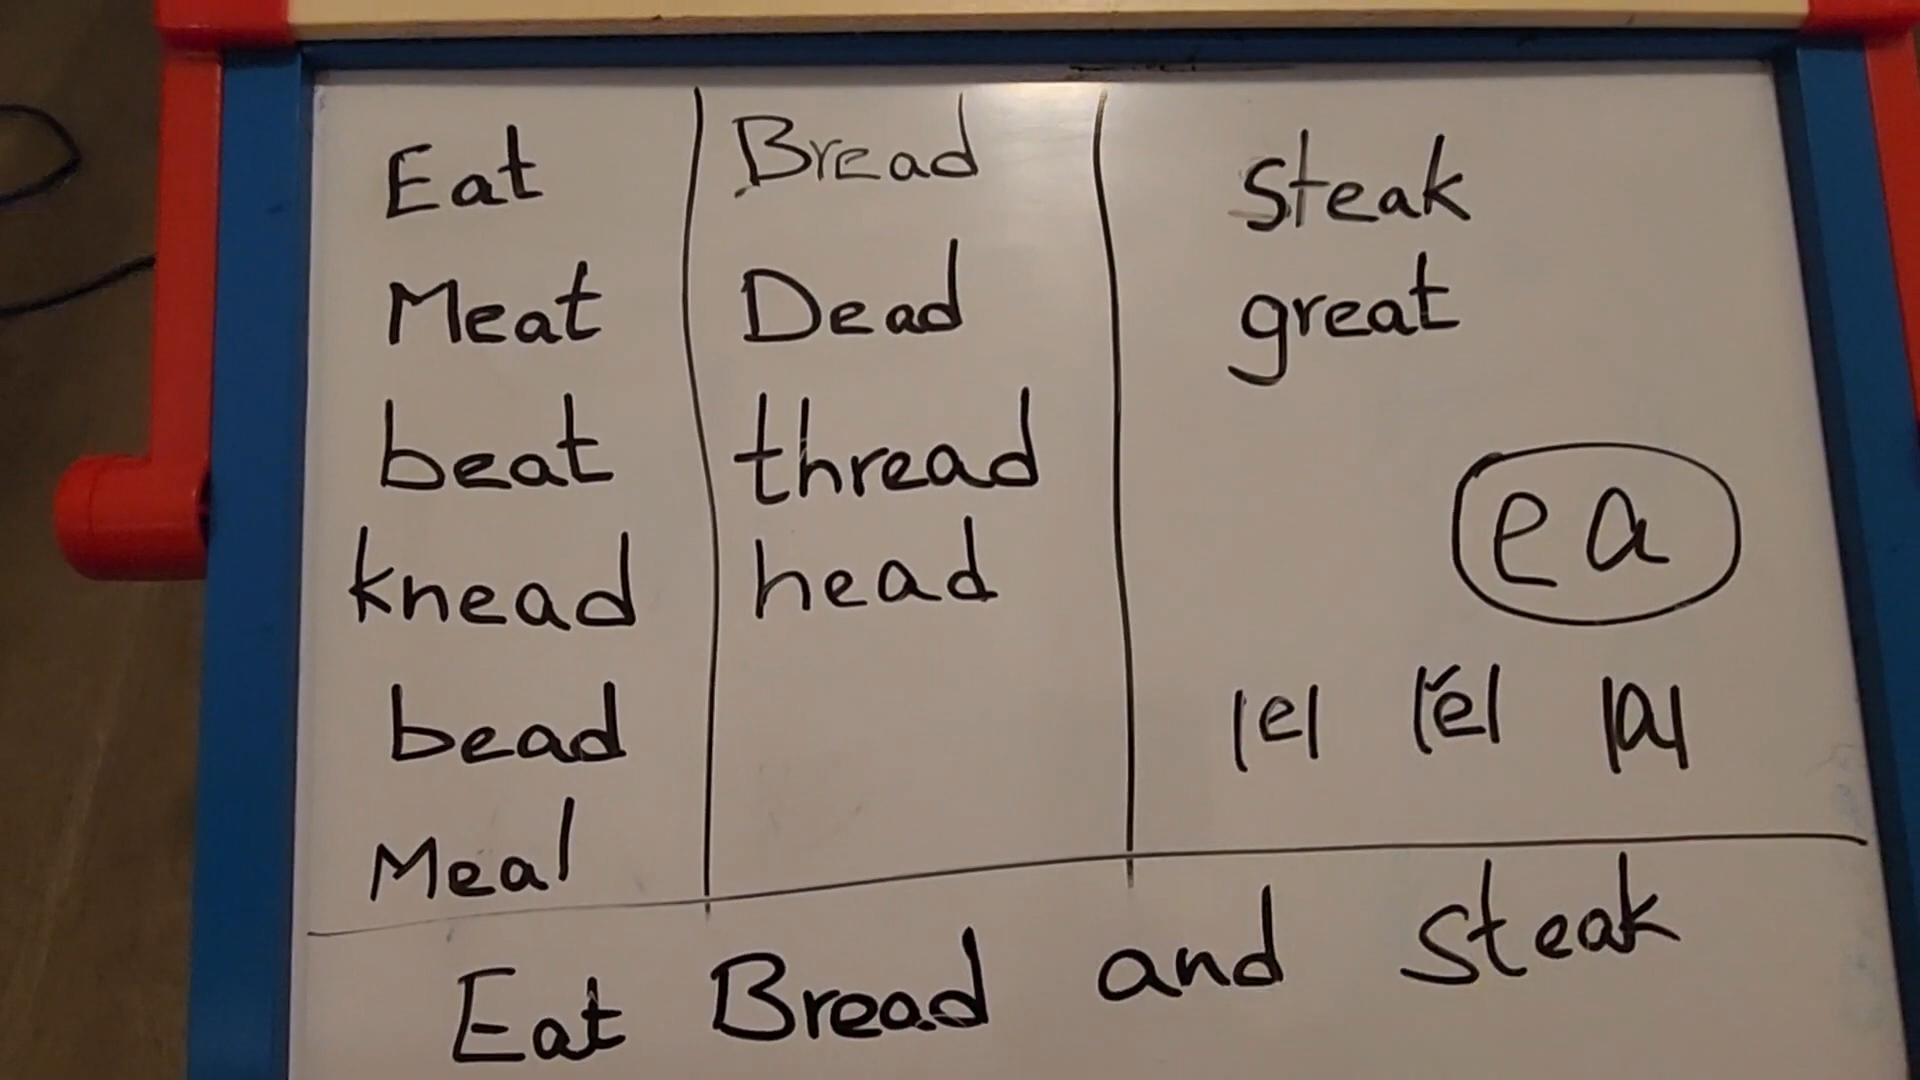 Eat
Meat
beat
knead
bead
Meal
Bread
Dead
thread
head
Steak
great
ea
|e| |ĕ| |a|
Eat Bread and Steak